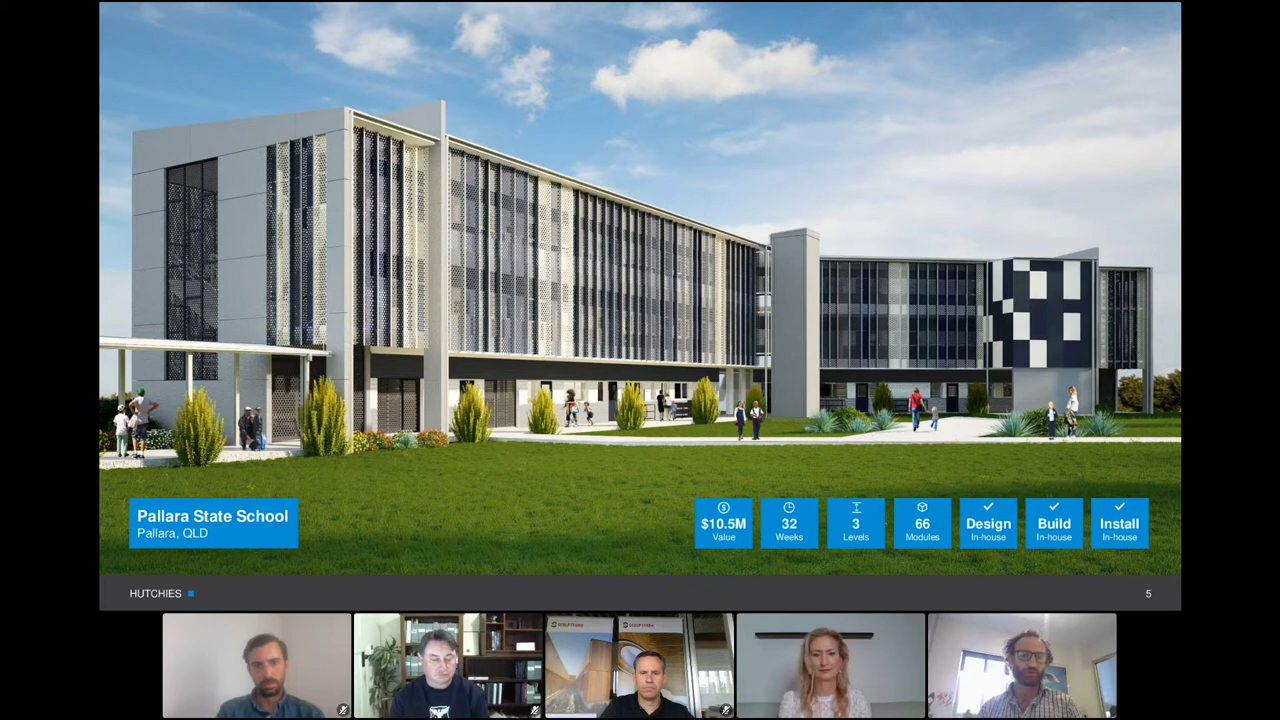 Pallara State School
Pallara, QLD
$10.5M
Value
32
Weeks
3
Levels
66
Modules
Design
In-house
Build
In-house
Install
In-house
HUTCHIES
5